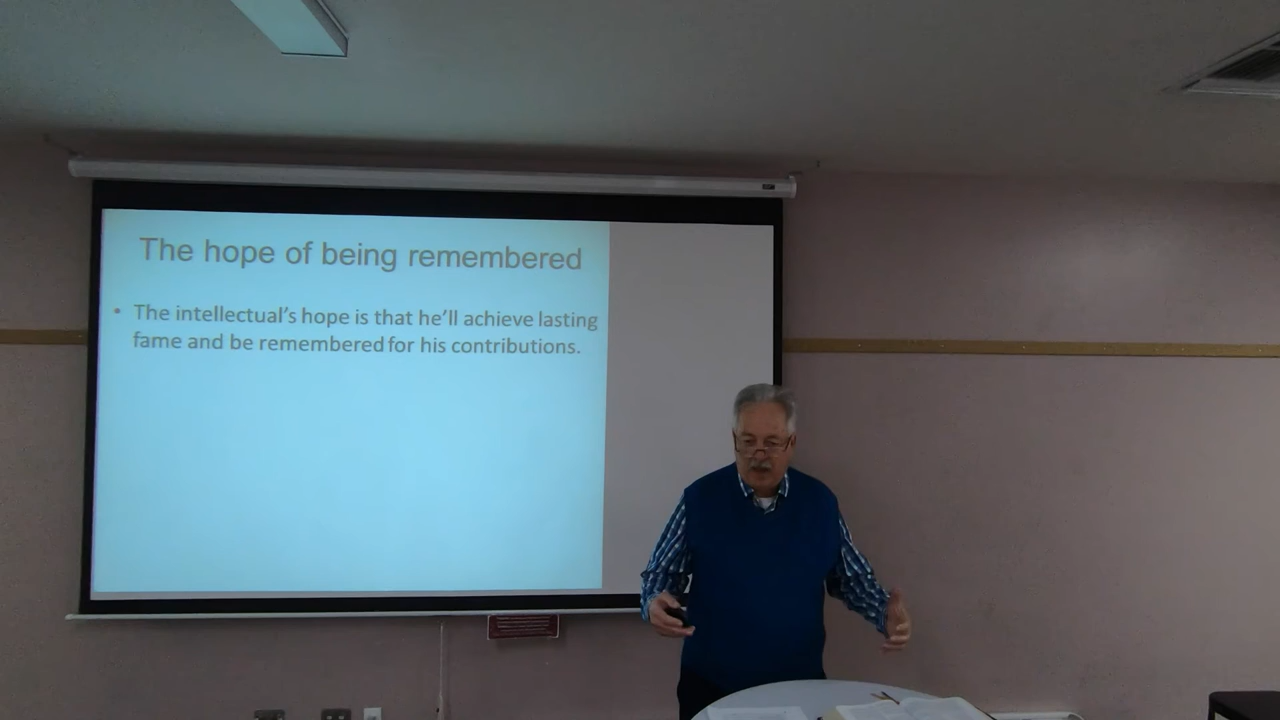 The hope of being remembered
• The intellectual’s hope is that he’ll achieve lasting
fame and be remembered for his contributions.